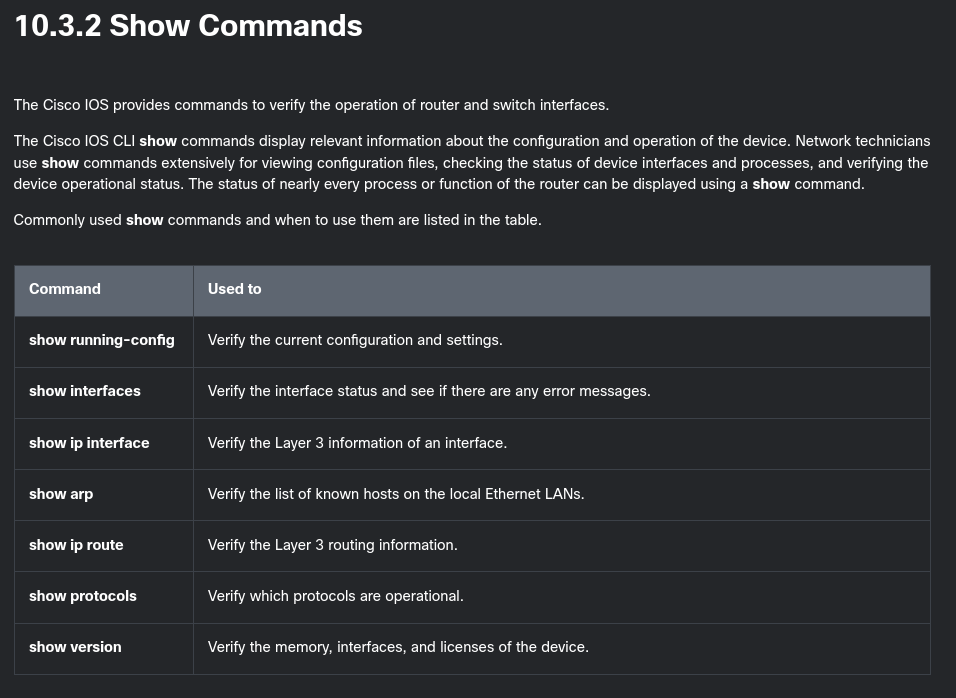 10.3.2 Show Commands
The Cisco IOS provides commands to verify the operation of router and switch interfaces.
The Cisco IOS CLI show commands display relevant information about the configuration and operation of the device. Network technicians
use show commands extensively for viewing configuration files, checking the status of device interfaces and processes, and verifying the
device operational status. The status of nearly every process or function of the router can be displayed using a show command.
Commonly used show commands and when to use them are listed in the table.
Command Used to
show running-config Verify the current configuration and settings.
show interfaces Verify the interface status and see if there are any error messages.
show ip interface Verify the Layer 3 information of an interface.
show arp Verify the list of known hosts on the local Ethernet LANs.
show ip route Verify the Layer 3 routing information.
show protocols Verify which protocols are operational.
show version Verify the memory, interfaces, and licenses of the device.